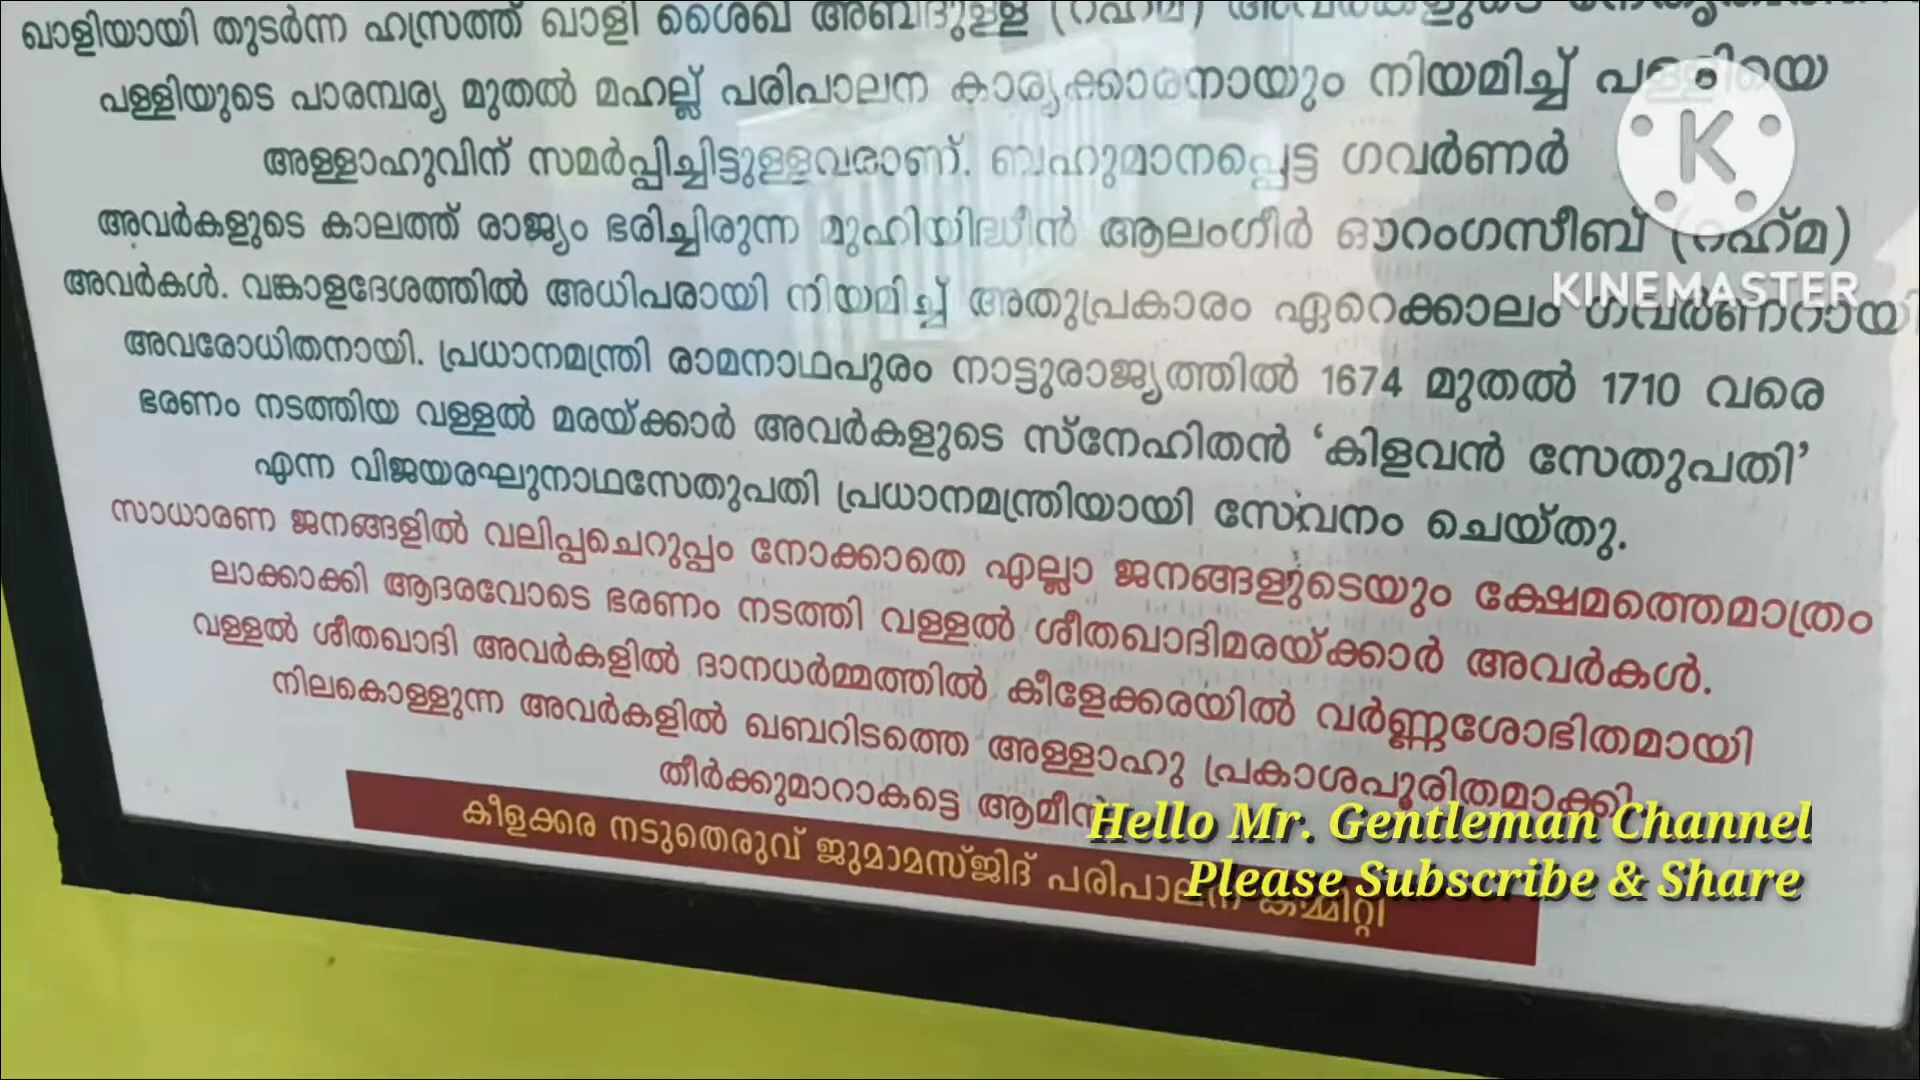 ഖാളിയായി തുടർന്ന ഹസ്രത്ത് ഖാളി ശൈഖ് അബ്ദുള്ള (റഹ്മ) അവർകളുടെ
പള്ളിയുടെ പാരമ്പര്യ മുതൽ മഹല്ല് പരിപാലന കാര്യക്കാരനായും നിയമിച്ച് പള്ളിയെ
അള്ളാഹുവിന് സമർപ്പിച്ചിട്ടുള്ളവരാണ്. ബഹുമാനപ്പെട്ട ഗവർണർ
അവർകളുടെ കാലത്ത് രാജ്യം ഭരിച്ചിരുന്ന മുഹിയിദ്ധീൻ ആലംഗീർ ഔറംഗസീബ് (റഹ്മ)
അവർകൾ. വങ്കാളദേശത്തിൽ അധിപരായി നിയമിച്ച് അതുപ്രകാരം ഏറെക്കാലം ഗവർണറായി
അവരോധിതനായി. പ്രധാനമന്ത്രി രാമനാഥപുരം നാട്ടുരാജ്യത്തിൽ 1674 മുതൽ 1710 വരെ
ഭരണം നടത്തിയ വള്ളൽ മരയ്ക്കാർ അവർകളുടെ സ്നേഹിതൻ ‘കിളവൻ സേതുപതി’
എന്ന വിജയരഘുനാഥസേതുപതി പ്രധാനമന്ത്രിയായി സേവനം ചെയ്തു.
സാധാരണ ജനങ്ങളിൽ വലിപ്പചെറുപ്പം നോക്കാതെ എല്ലാ ജനങ്ങളുടെയും ക്ഷേമത്തെമാത്രം
ലാക്കാക്കി ആദരവോടെ ഭരണം നടത്തി വള്ളൽ ശീതഖാദിമരയ്ക്കാർ അവർകൾ.
വള്ളൽ ശീതഖാദി അവർകളിൽ ദാനധർമ്മത്തിൽ കീളേക്കരയിൽ വർണ്ണശോഭിതമായി
നിലകൊള്ളുന്ന അവർകളിൽ ഖബറിടത്തെ അള്ളാഹു പ്രകാശപൂരിതമാക്കി
തീർക്കുമാറാകട്ടെ ആമീൻ
കീളക്കര നടുതെരുവ് ജുമാമസ്ജിദ് പരിപാലന കമ്മിറ്റി
KINEMASTER
Hello Mr. Gentleman Channel
Please Subscribe & Share